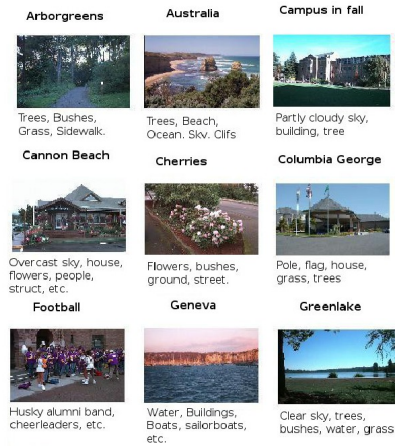 Arborgreens
Australia
Campus in fall
Trees, Bushes,
Grass, Sidewalk.
Trees, Beach,
Ocean. Sky. Clifs
Partly cloudy sky,
building, tree
Cannon Beach
Cherries
Columbia George
Overcast sky, house,
flowers, people,
struct, etc.
Flowers, bushes,
ground, street.
Pole, flag, house,
grass, trees
Football
Geneva
Greenlake
Husky alumni band,
cheerleaders, etc.
Water, Buildings,
Boats, sailorboats,
etc.
Clear sky, trees,
bushes, water, grass